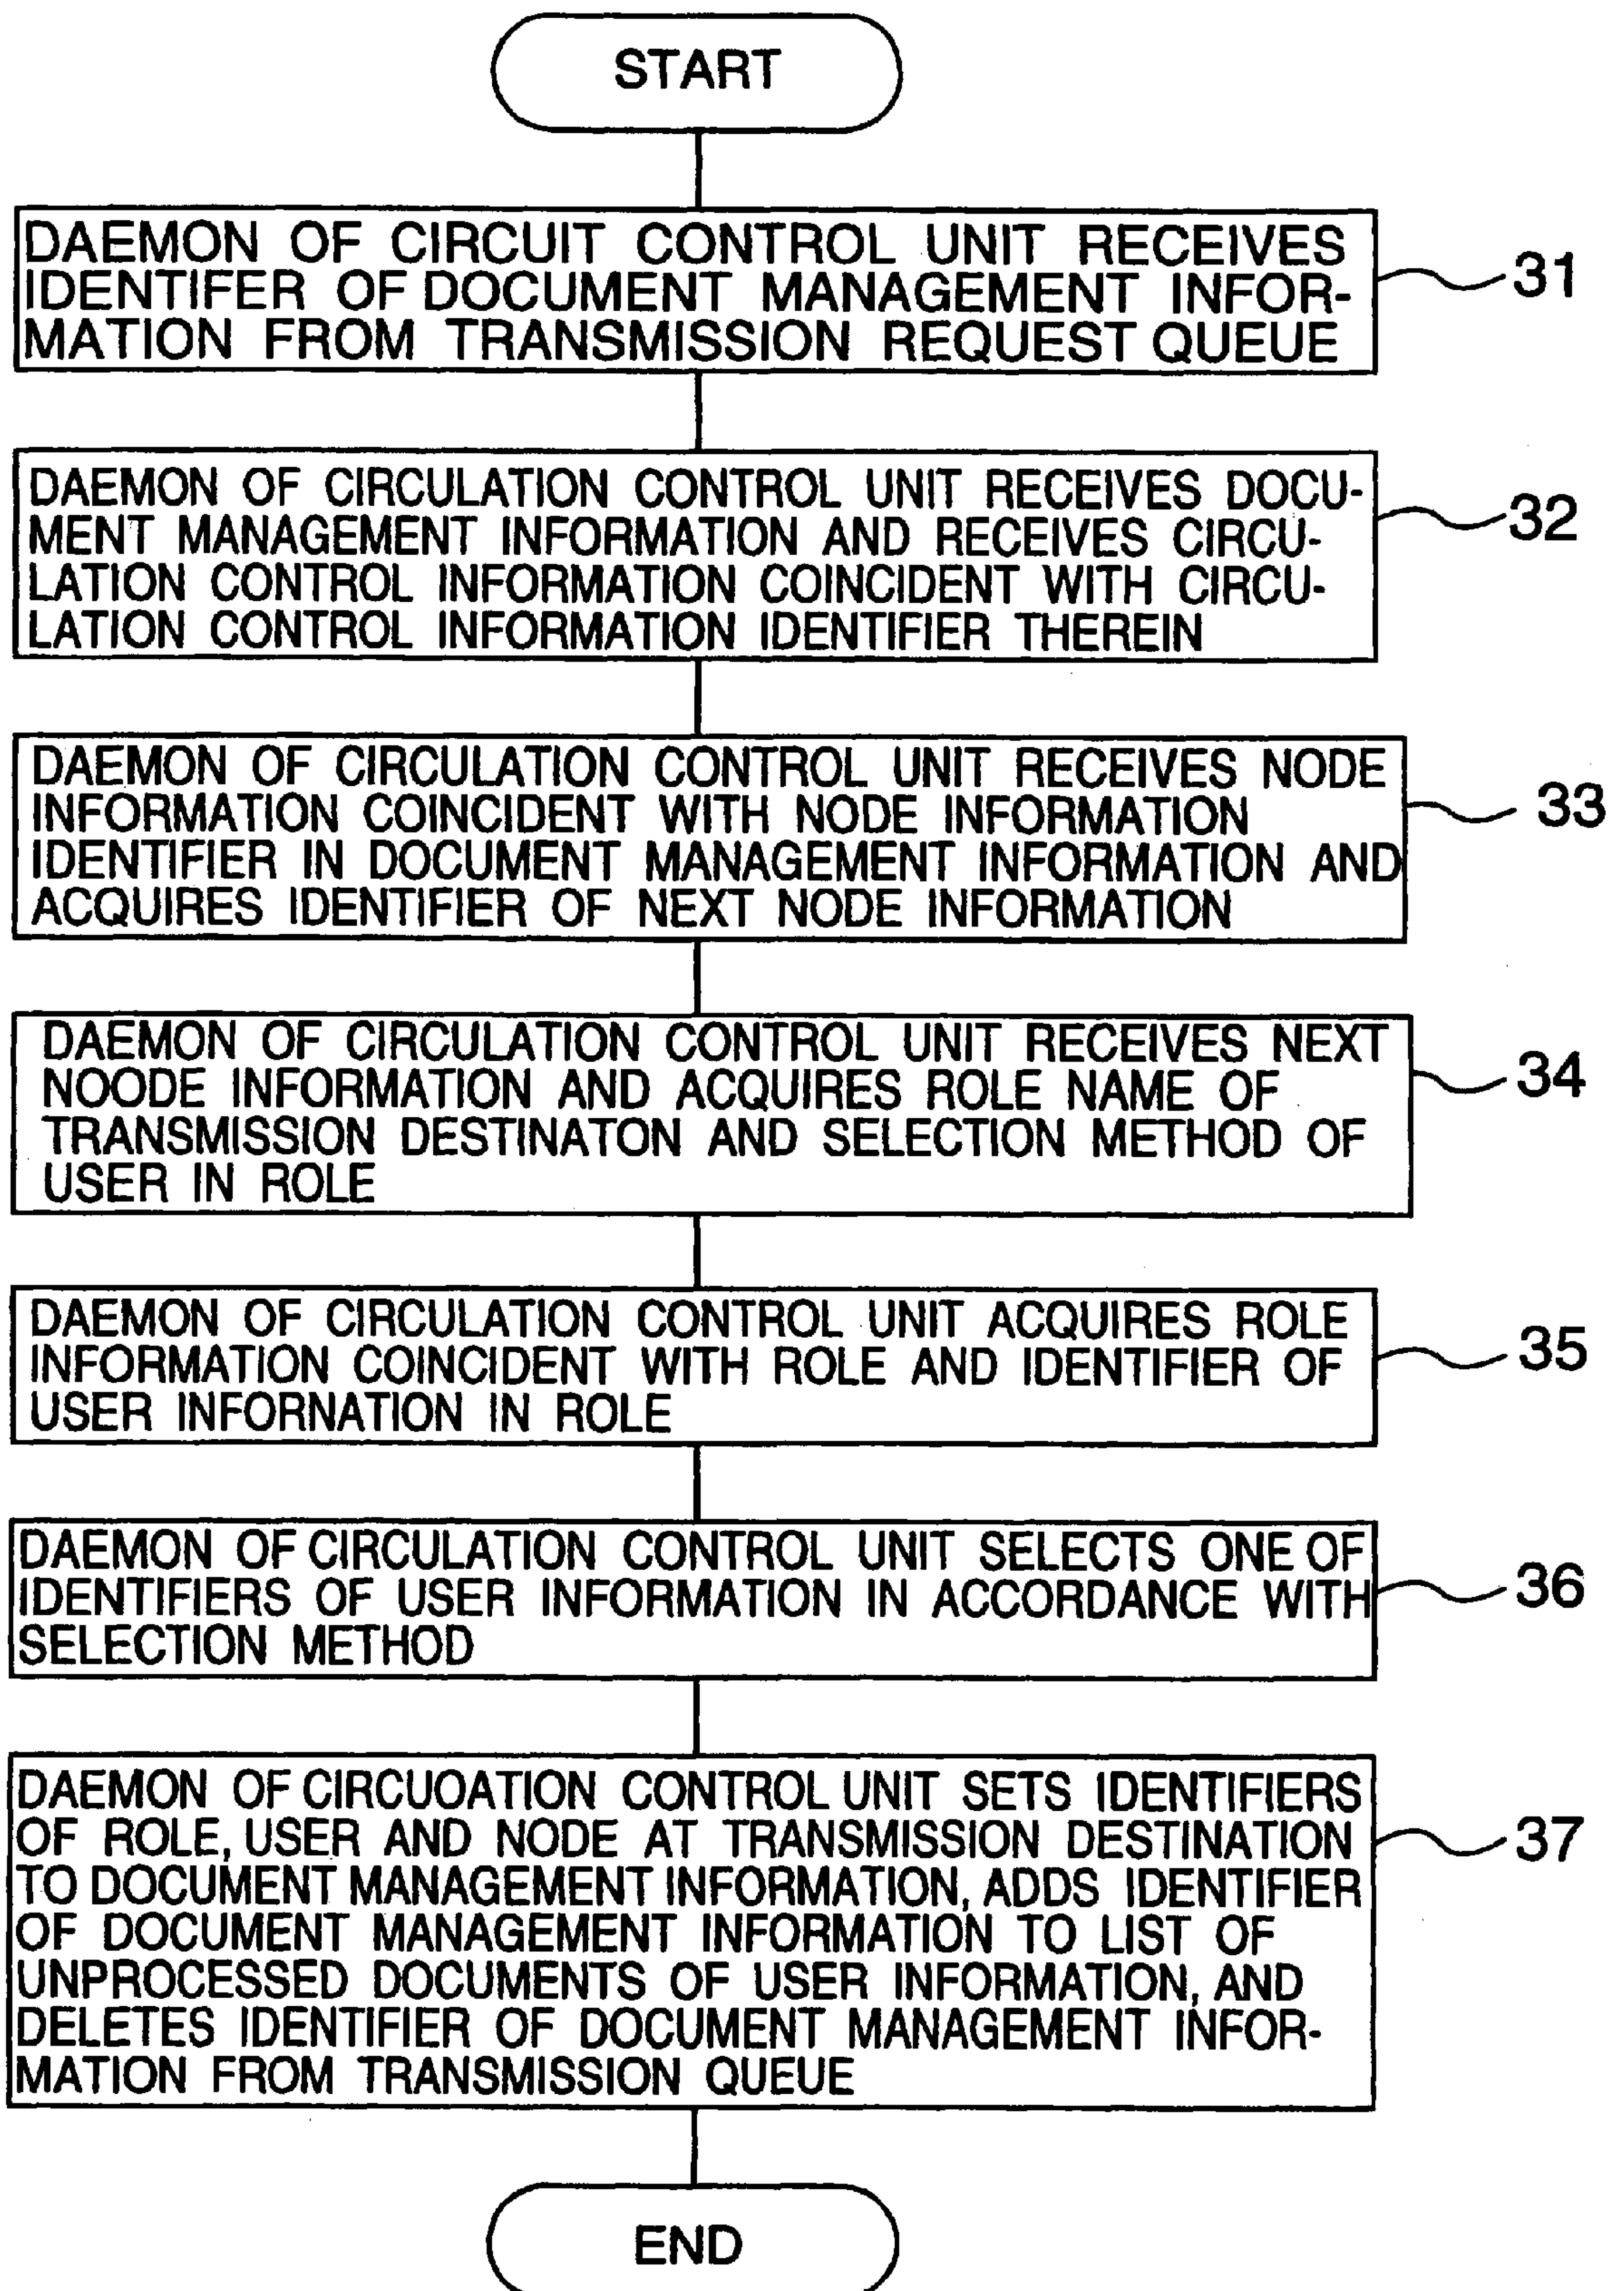 START
DAEMON OF CIRCUIT CONTROL UNIT RECEIVES
IDENTIFER OF DOCUMENT MANAGEMENT INFOR-
MATION FROM TRANSMISSION REQUEST QUEUE
31
DAEMON OF CIRCULATION CONTROL UNIT RECEIVES DOCU-
MENT MANAGEMENT INFORMATION AND RECEIVES CIRCU-
LATION CONTROL INFORMATION COINCIDENT WITH CIRCU-
LATION CONTROL INFORMATION IDENTIFIER THEREIN
32
DAEMON OF CIRCULATION CONTROL UNIT RECEIVES NODE
INFORMATION COINCIDENT WITH NODE INFORMATION
IDENTIFIER IN DOCUMENT MANAGEMENT INFORMATION AND
ACQUIRES IDENTIFIER OF NEXT NODE INFORMATION
33
DAEMON OF CIRCULATION CONTROL UNIT RECEIVES NEXT
NOODE INFORMATION AND ACQUIRES ROLE NAME OF
TRANSMISSION DESTINATON AND SELECTION METHOD OF
USER IN ROLE
34
DAEMON OF CIRCULATION CONTROL UNIT ACQUIRES ROLE
INFORMATION COINCIDENT WITH ROLE AND IDENTIFIER OF
USER INFORNATION IN ROLE
35
DAEMON OF CIRCULATION CONTROL UNIT SELECTS ONE OF
IDENTIFIERS OF USER INFORMATION IN ACCORDANCE WITH
SELECTION METHOD
36
DAEMON OF CIRCUOATION CONTROL UNIT SETS IDENTIFIERS
OF ROLE, USER AND NODE AT TRANSMISSION DESTINATION
TO DOCUMENT MANAGEMENT INFORMATION, ADDS IDENTIFIER
OF DOCUMENT MANAGEMENT INFORMATION TO LIST OF
UNPROCESSED DOCUMENTS OF USER INFORMATION, AND
DELETES IDENTIFIER OF DOCUMENT MANAGEMENT INFOR-
MATION FROM TRANSMISSION QUEUE
37
END